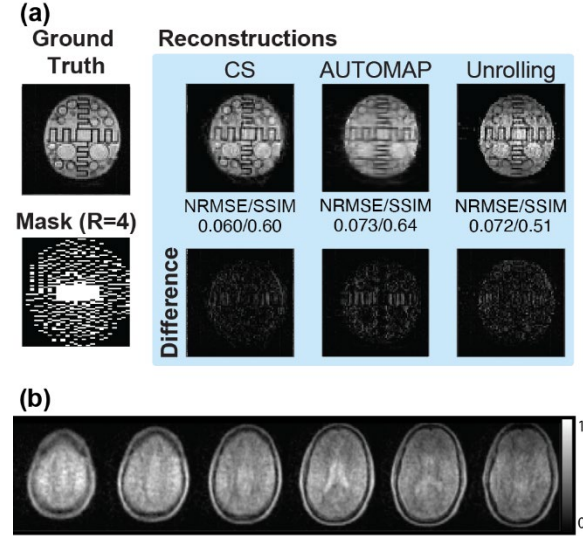 (a)
Ground Truth
Reconstructions
CS AUTOMAP Unrolling
NRMSE/SSIM NRMSE/SSIM NRMSE/SSIM
0.060/0.60 0.073/0.64 0.072/0.51
Mask (R=4)
Difference
(b)
1
0